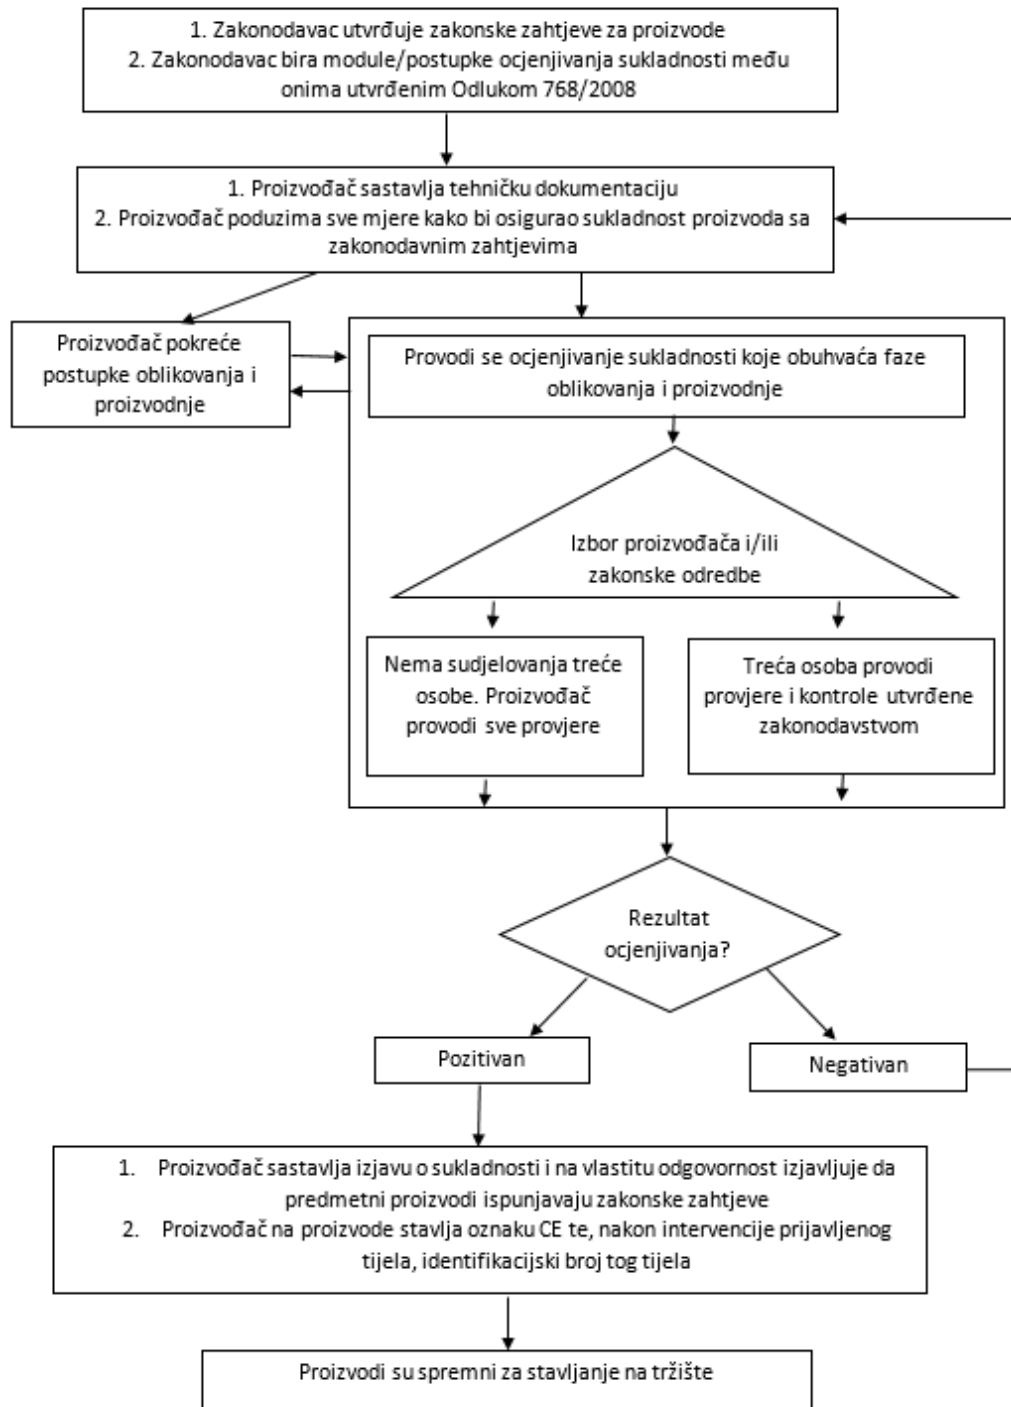 1. Zakonodavac utvrđuje zakonske zahtjeve za proizvode
2. Zakonodavac bira module/postupke ocjenjivanja sukladnosti među
onima utvrđenim Odlukom 768/2008
1. Proizvođač sastavlja tehničku dokumentaciju
2. Proizvođač poduzima sve mjere kako bi osigurao sukladnost proizvoda sa
zakonodavnim zahtjevima
Proizvođač pokreće
postupke oblikovanja i
proizvodnje
Provodi se ocjenjivanje sukladnosti koje obuhvaća faze
oblikovanja i proizvodnje
Izbor proizvođača i/ili
zakonske odredbe
Nema sudjelovanja treće
osobe. Proizvođač
provodi sve provjere
Treća osoba provodi
provjere i kontrole utvrđene
zakonodavstvom
Rezultat
ocjenjivanja?
Pozitivan
Negativan
1. Proizvođač sastavlja izjavu o sukladnosti i na vlastitu odgovornost izjavljuje da
predmetni proizvodi ispunjavaju zakonske zahtjeve
2. Proizvođač na proizvode stavlja oznaku CE te, nakon intervencije prijavljenog
tijela, identifikacijski broj tog tijela
Proizvodi su spremni za stavljanje na tržište